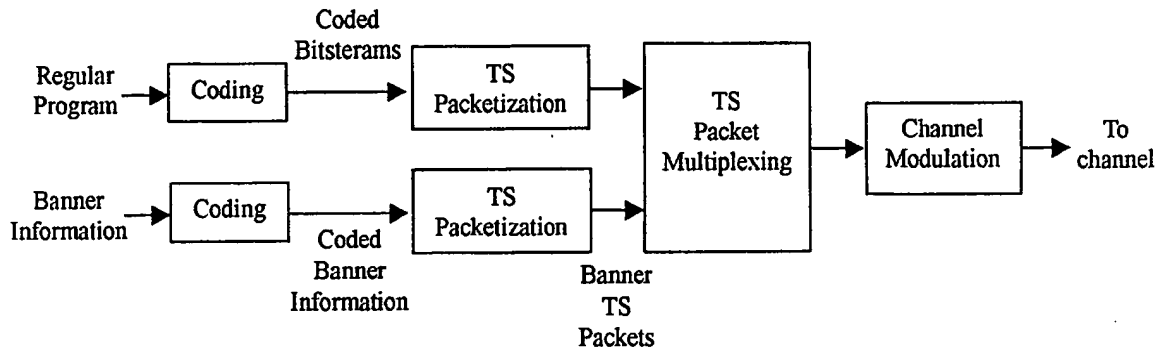 Coded
Bitsterams
Regular
Program
Coding
TS
Packetization
TS
Packet
Multiplexing
Channel
Modulation
To
channel
Banner
Information
Coding
TS
Packetization
Coded
Banner
Information
Banner
TS
Packets